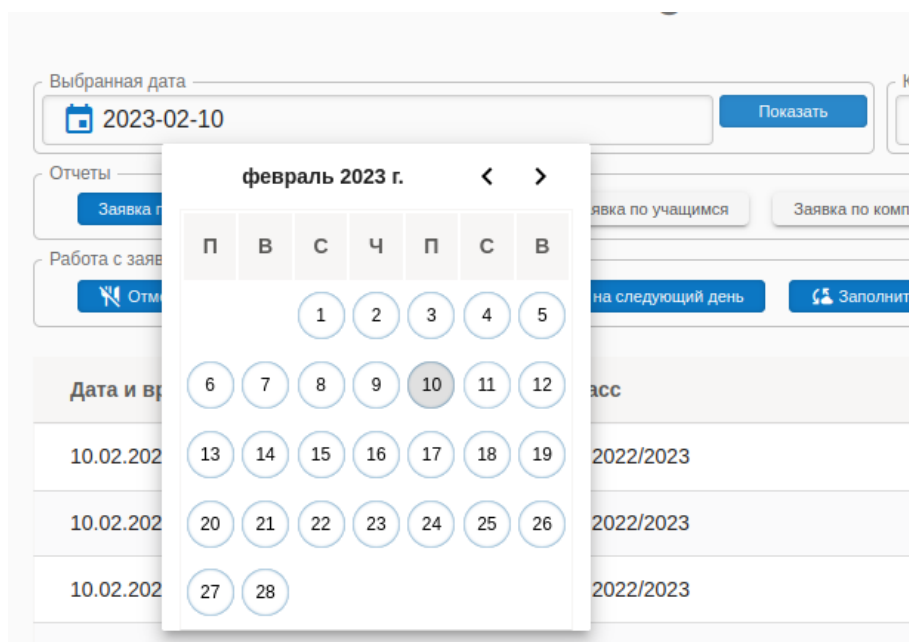 Выбранная дата
2023-02-10
Показать
Отчеты
февраль 2023 г.
Заявка
явка по учащимся
Заявка по комп
П В С Ч П С В
Работа с заяв
Отм
на следующий день
Заполнит
1 2 3 4 5
Дата и вр
6 7 8 9 10 11 12
асс
10.02.202
13 14 15 16 17 18 19
2022/2023
10.02.202
20 21 22 23 24 25 26
2022/2023
10.02.202
27 28
2022/2023